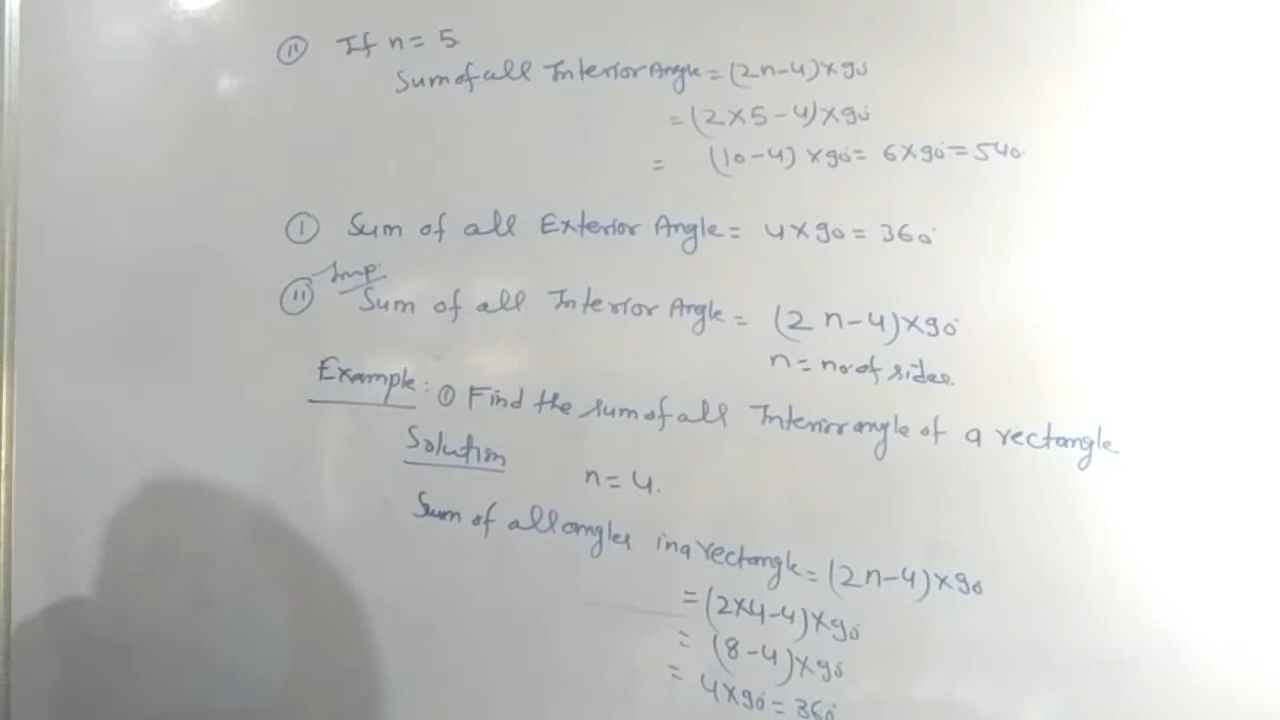 (ii) If n = 5
Sum of all Interior Angle = (2n-4)×90°
= (2×5-4)×90°
= (10-4)×90° = 6×90° = 540°
(i) Sum of all Exterior Angle = 4×90° = 360°
Imp.
(ii) Sum of all Interior Angle = (2n-4)×90°
n = no. of sides.
Example: (1) Find the sum of all Interior angle of a rectangle
Solution
n = 4.
Sum of all angles in a rectangle = (2n-4)×90°
= (2×4-4)×90°
= (8-4)×90°
= 4×90° = 360°